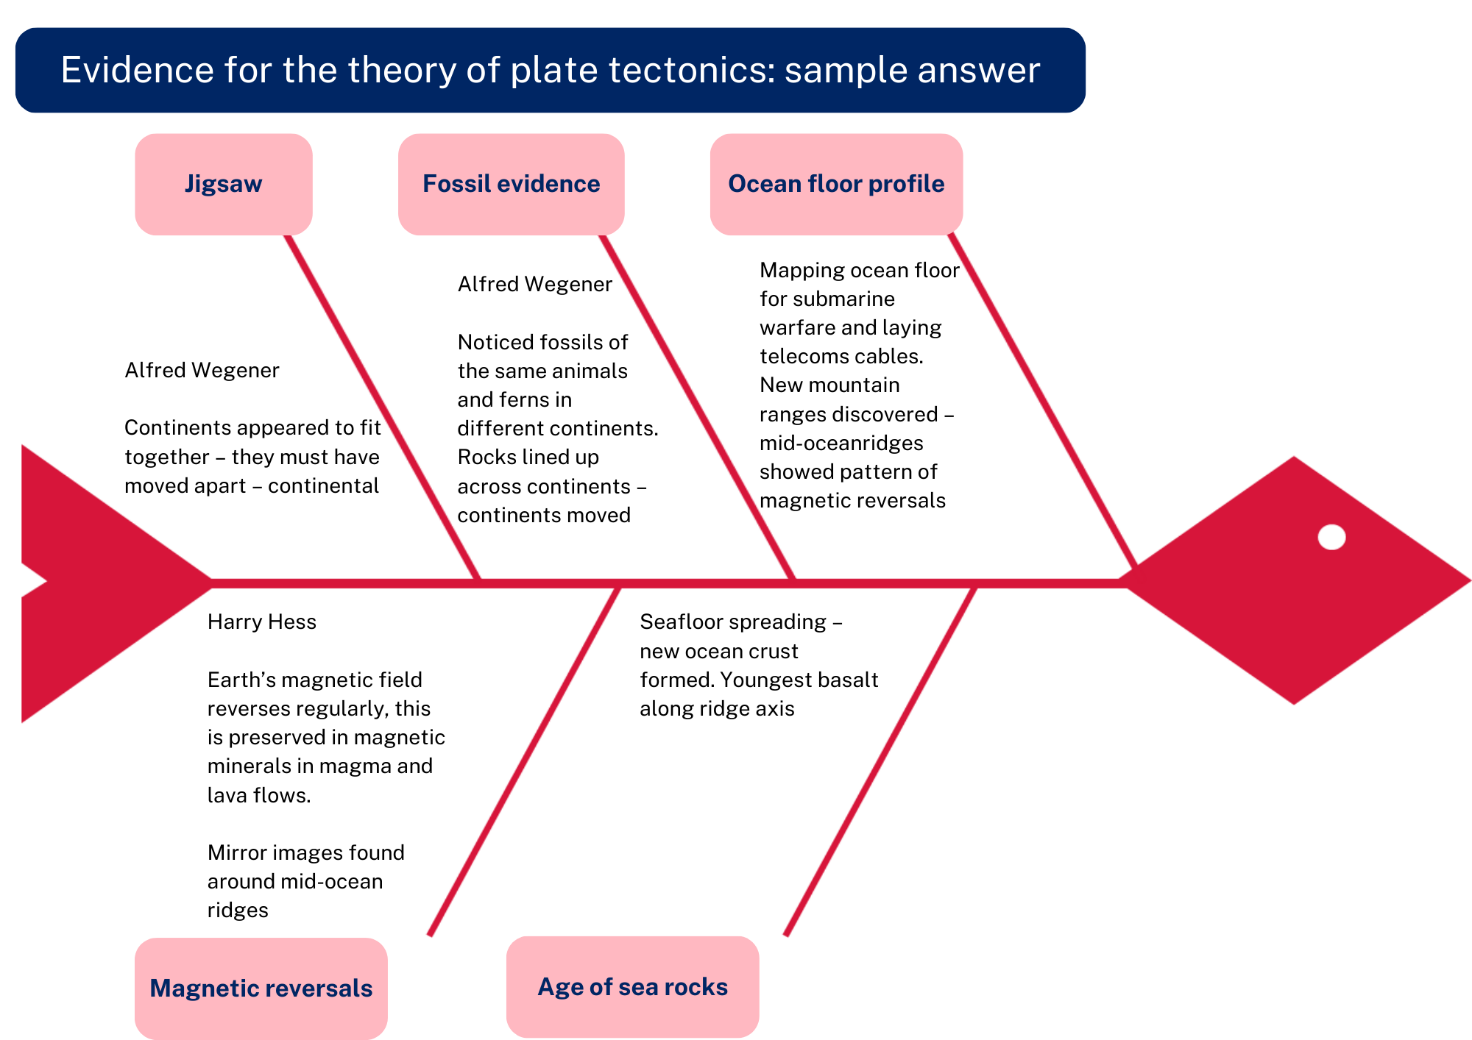 Evidence for the theory of plate tectonics: sample answer
Jigsaw
Alfred Wegener
Continents appeared to fit
together – they must have
moved apart – continental
Fossil evidence
Alfred Wegener
Noticed fossils of
the same animals
and ferns in
different continents.
Rocks lined up
across continents –
continents moved
Ocean floor profile
Mapping ocean floor
for submarine
warfare and laying
telecoms cables.
New mountain
ranges discovered –
mid-oceanridges
showed pattern of
magnetic reversals
Harry Hess
Earth’s magnetic field
reverses regularly, this
is preserved in magnetic
minerals in magma and
lava flows.
Mirror images found
around mid-ocean
ridges
Magnetic reversals
Seafloor spreading –
new ocean crust
formed. Youngest basalt
along ridge axis
Age of sea rocks